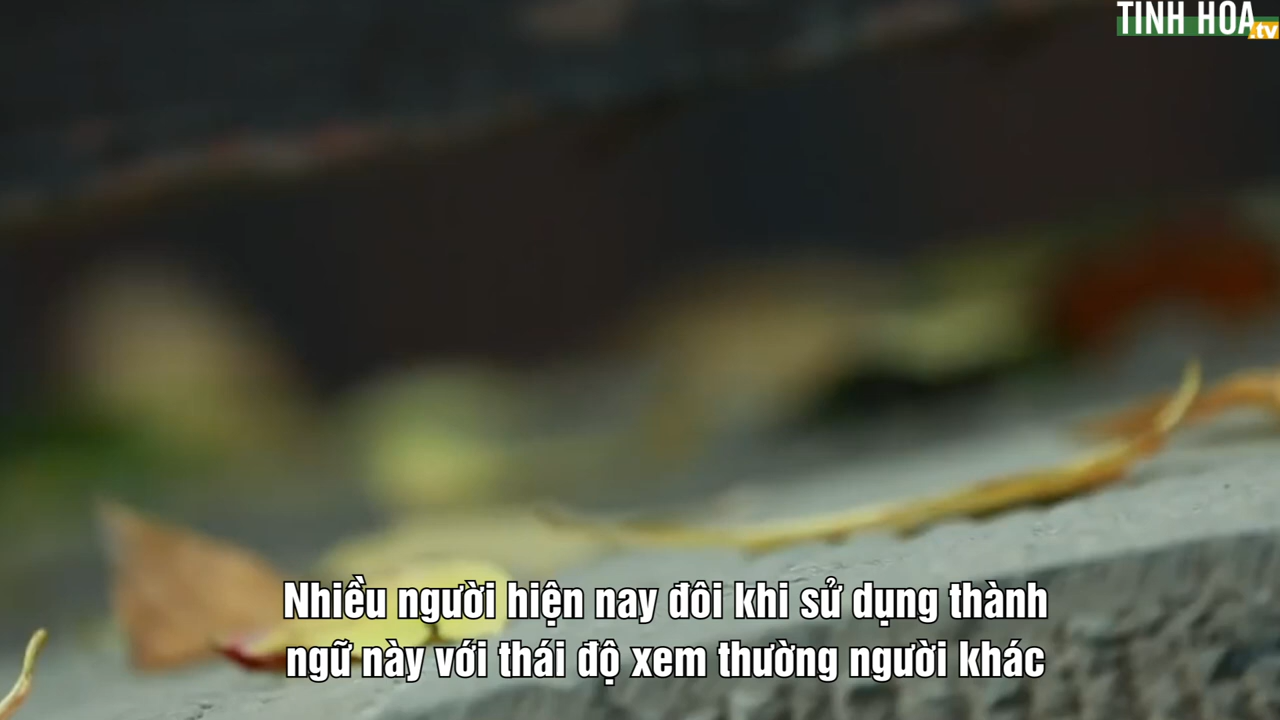 TINH HOA
.tv
Nhiều người hiện nay đôi khi sử dụng thành
ngữ này với thái độ xem thường người khác